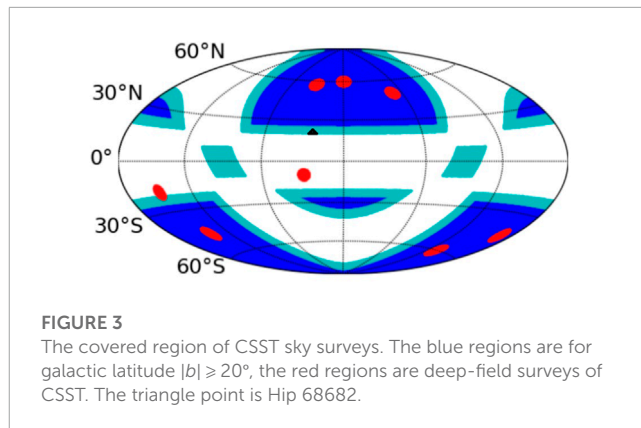 60°N
30°N
0°
30°S
60°S
FIGURE 3
The covered region of CSST sky surveys. The blue regions are for
galactic latitude |b| ⩾ 20°, the red regions are deep-field surveys of
CSST. The triangle point is Hip 68682.